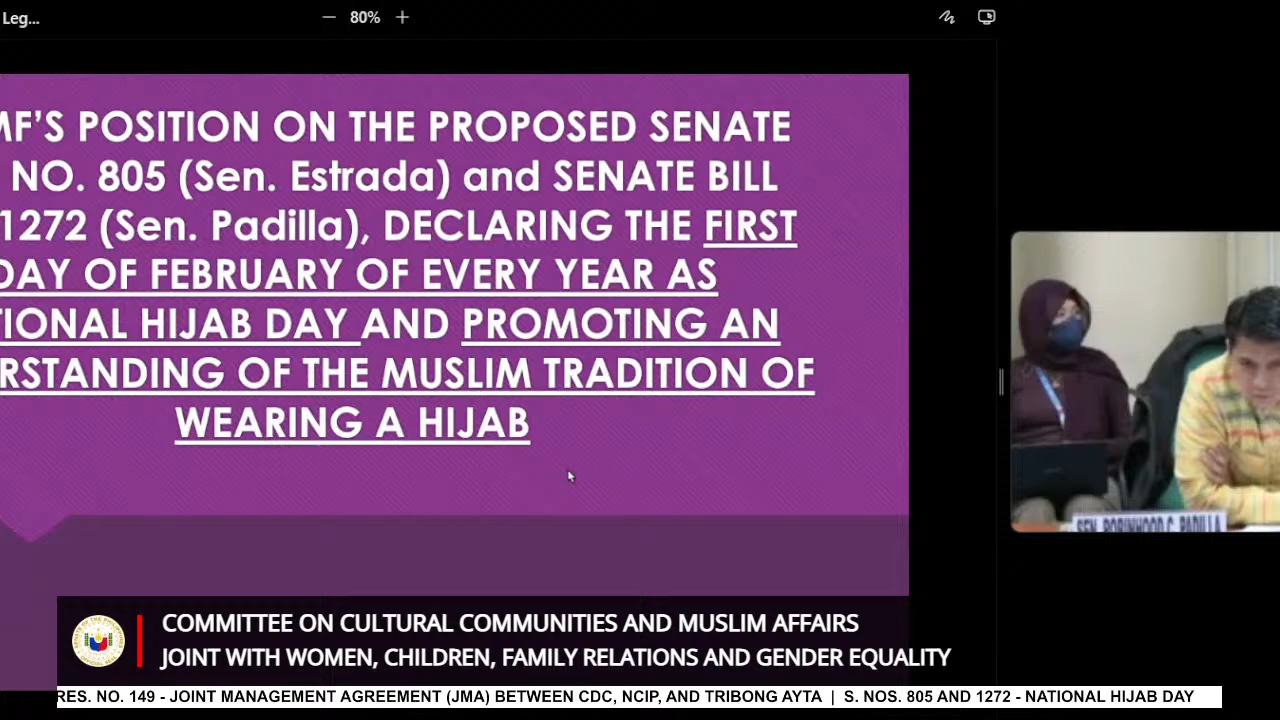 Leg...
80%
MF'S POSITION ON THE PROPOSED SENATE
NO. 805 (Sen. Estrada) and SENATE BILL
1272 (Sen. Padilla), DECLARING THE FIRST
DAY OF FEBRUARY OF EVERY YEAR AS
TIONAL HIJAB DAY AND PROMOTING AN
RSTANDING OF THE MUSLIM TRADITION OF
WEARING A HIJAB
SEN. ROBINHOOD C. PADILLA
COMMITTEE ON CULTURAL COMMUNITIES AND MUSLIM AFFAIRS
JOINT WITH WOMEN, CHILDREN, FAMILY RELATIONS AND GENDER EQUALITY
RES. NO. 149 - JOINT MANAGEMENT AGREEMENT (JMA) BETWEEN CDC, NCIP, AND TRIBONG AYTA | S. NOS. 805 AND 1272 - NATIONAL HIJAB DAY